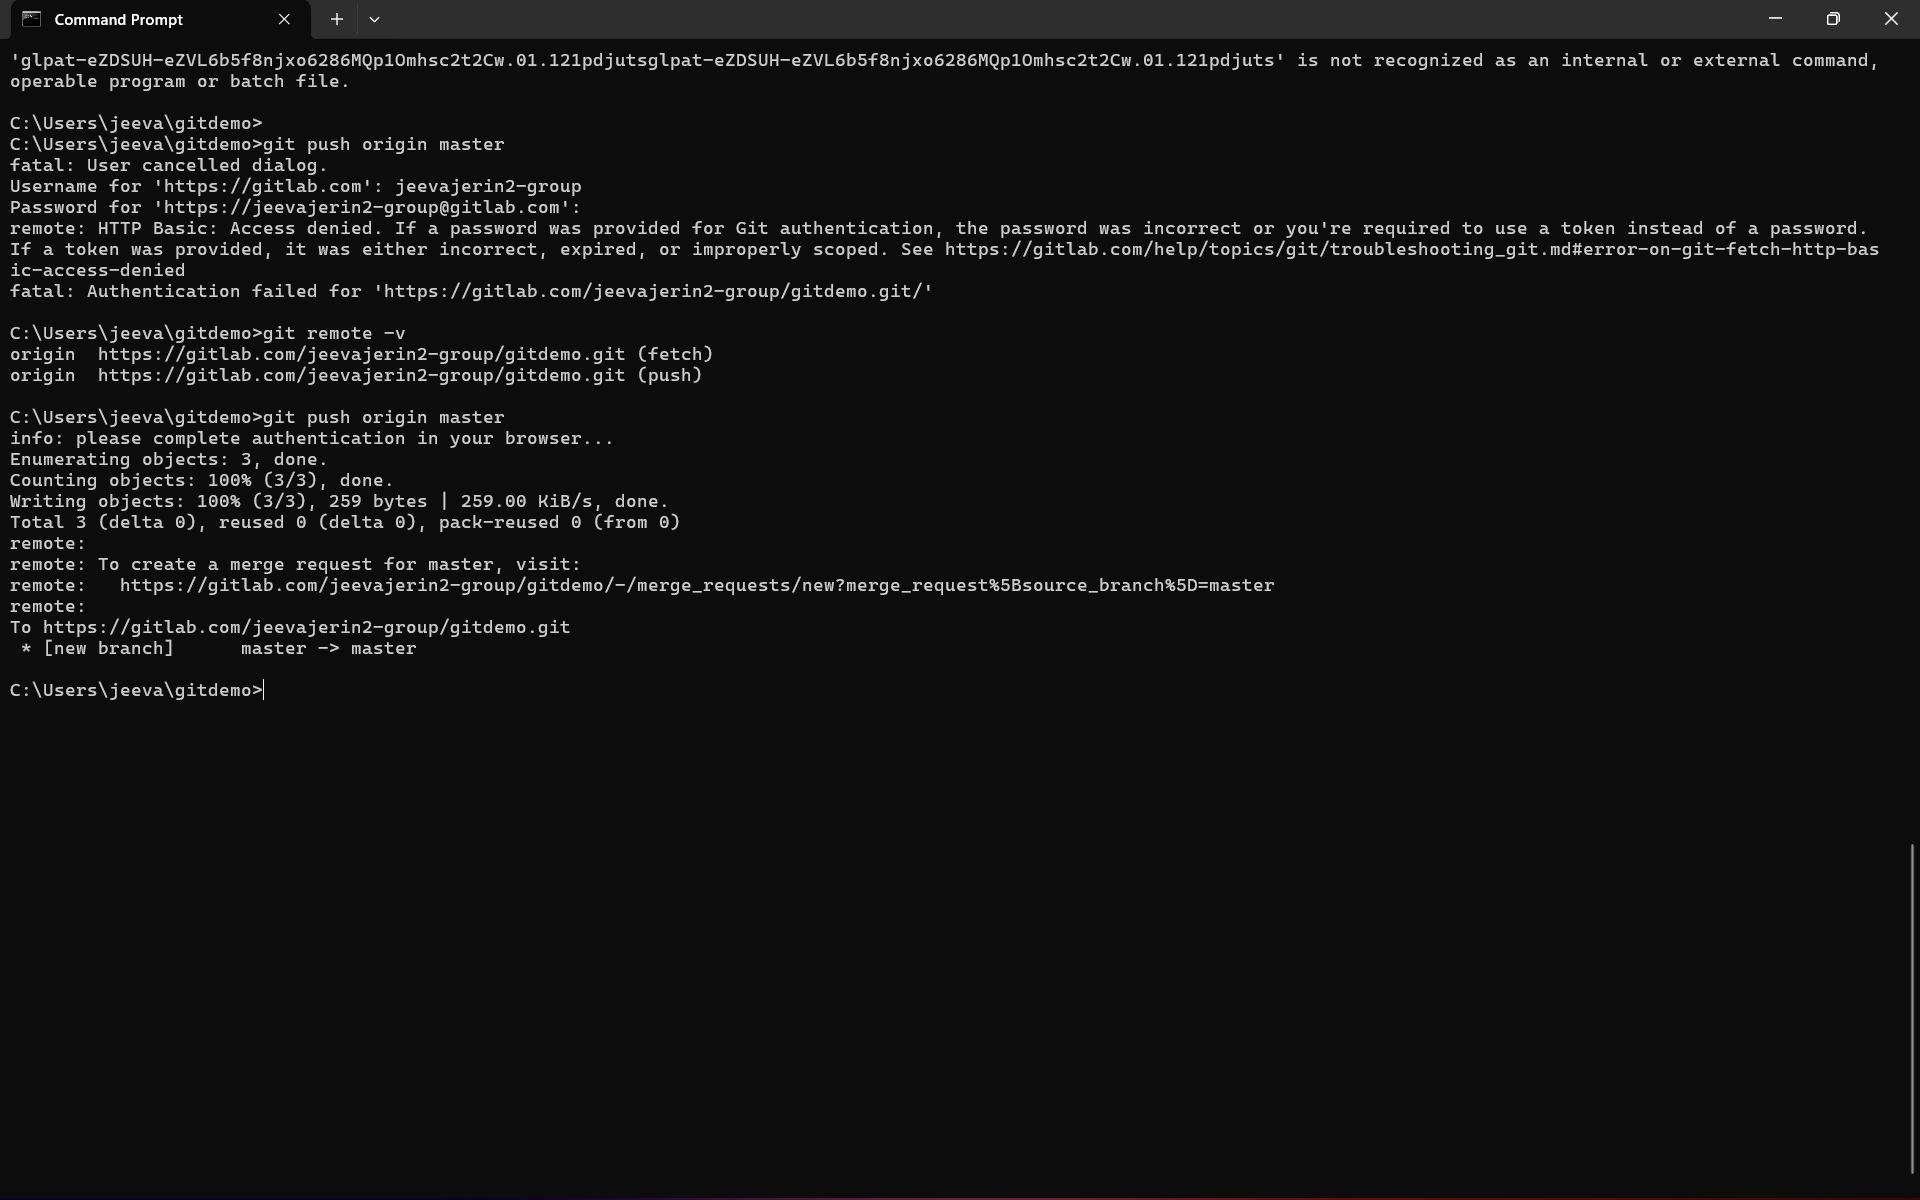 Command Prompt
'glpat-eZDSUH-eZVL6b5f8njxo6286MQp1Omhsc2t2Cw.01.121pdjutsglpat-eZDSUH-eZVL6b5f8njxo6286MQp1Omhsc2t2Cw.01.121pdjuts' is not recognized as an internal or external command,
operable program or batch file.
C:\Users\jeeva\gitdemo>
C:\Users\jeeva\gitdemo>git push origin master
fatal: User cancelled dialog.
Username for 'https://gitlab.com': jeevajerin2-group
Password for 'https://jeevajerin2-group@gitlab.com':
remote: HTTP Basic: Access denied. If a password was provided for Git authentication, the password was incorrect or you're required to use a token instead of a password.
If a token was provided, it was either incorrect, expired, or improperly scoped. See https://gitlab.com/help/topics/git/troubleshooting_git.md#error-on-git-fetch-http-bas
ic-access-denied
fatal: Authentication failed for 'https://gitlab.com/jeevajerin2-group/gitdemo.git/'
C:\Users\jeeva\gitdemo>git remote -v
origin  https://gitlab.com/jeevajerin2-group/gitdemo.git (fetch)
origin  https://gitlab.com/jeevajerin2-group/gitdemo.git (push)
C:\Users\jeeva\gitdemo>git push origin master
info: please complete authentication in your browser...
Enumerating objects: 3, done.
Counting objects: 100% (3/3), done.
Writing objects: 100% (3/3), 259 bytes | 259.00 KiB/s, done.
Total 3 (delta 0), reused 0 (delta 0), pack-reused 0 (from 0)
remote:
remote: To create a merge request for master, visit:
remote:   https://gitlab.com/jeevajerin2-group/gitdemo/-/merge_requests/new?merge_request%5Bsource_branch%5D=master
remote:
To https://gitlab.com/jeevajerin2-group/gitdemo.git
 * [new branch]      master -> master
C:\Users\jeeva\gitdemo>